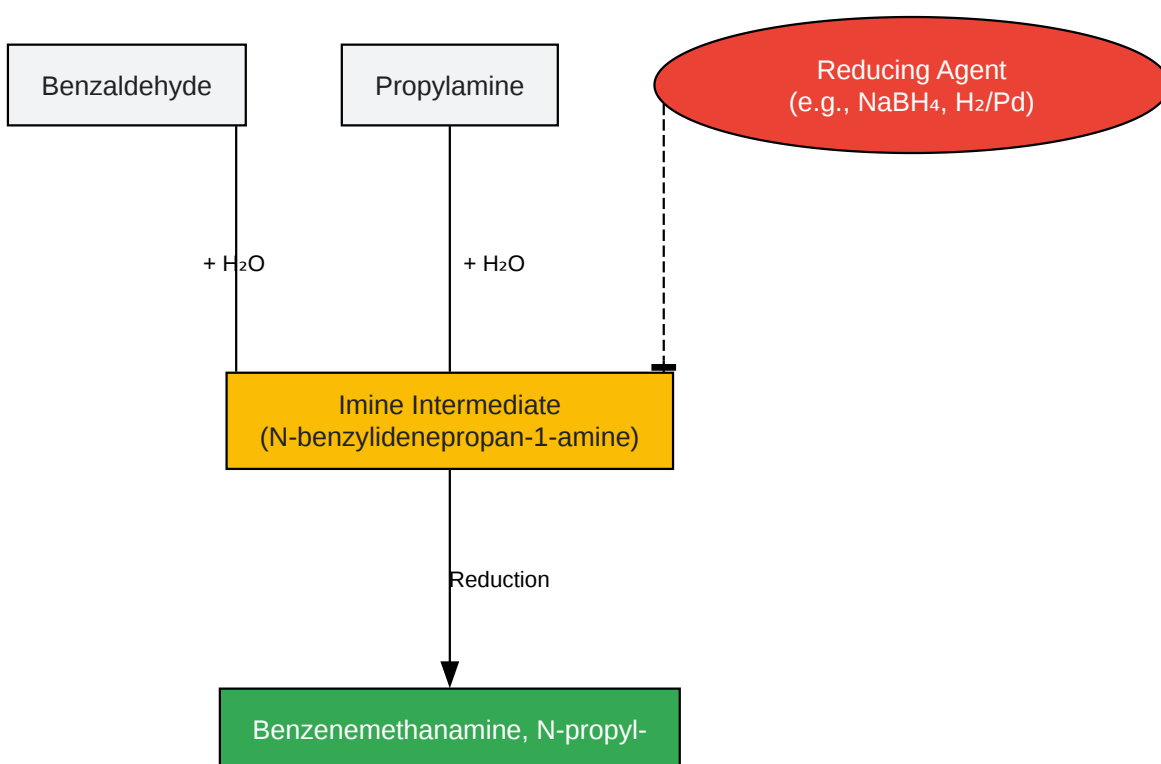 Benzaldehyde
Propylamine
Reducing Agent
(e.g., NaBH₄, H₂/Pd)
+ H₂O
+ H₂O
Imine Intermediate
(N-benzylidenepropan-1-amine)
Reduction
Benzenemethanamine, N-propyl-